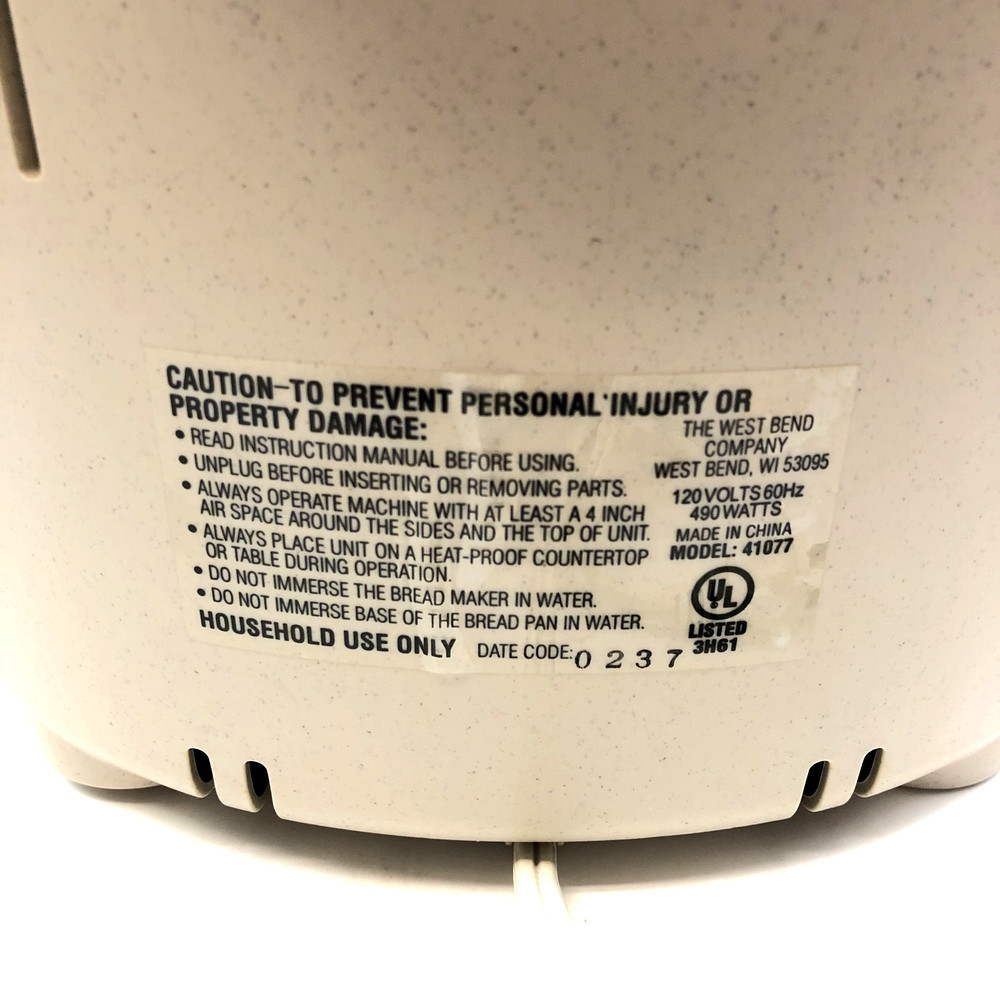 CAUTION-TO PREVENT PERSONAL INJURY OR
PROPERTY DAMAGE:
• READ INSTRUCTION MANUAL BEFORE USING.
• UNPLUG BEFORE INSERTING OR REMOVING PARTS.
• ALWAYS OPERATE MACHINE WITH AT LEAST A 4 INCH
AIR SPACE AROUND THE SIDES AND THE TOP OF UNIT.
• ALWAYS PLACE UNIT ON A HEAT-PROOF COUNTERTOP
OR TABLE DURING OPERATION.
• DO NOT IMMERSE THE BREAD MAKER IN WATER.
• DO NOT IMMERSE BASE OF THE BREAD PAN IN WATER.
HOUSEHOLD USE ONLY DATE CODE: 0237
THE WEST BEND
COMPANY
WEST BEND, WI 53095
120 VOLTS 60Hz
490 WATTS
MADE IN CHINA
MODEL: 41077
UL
LISTED
3H61